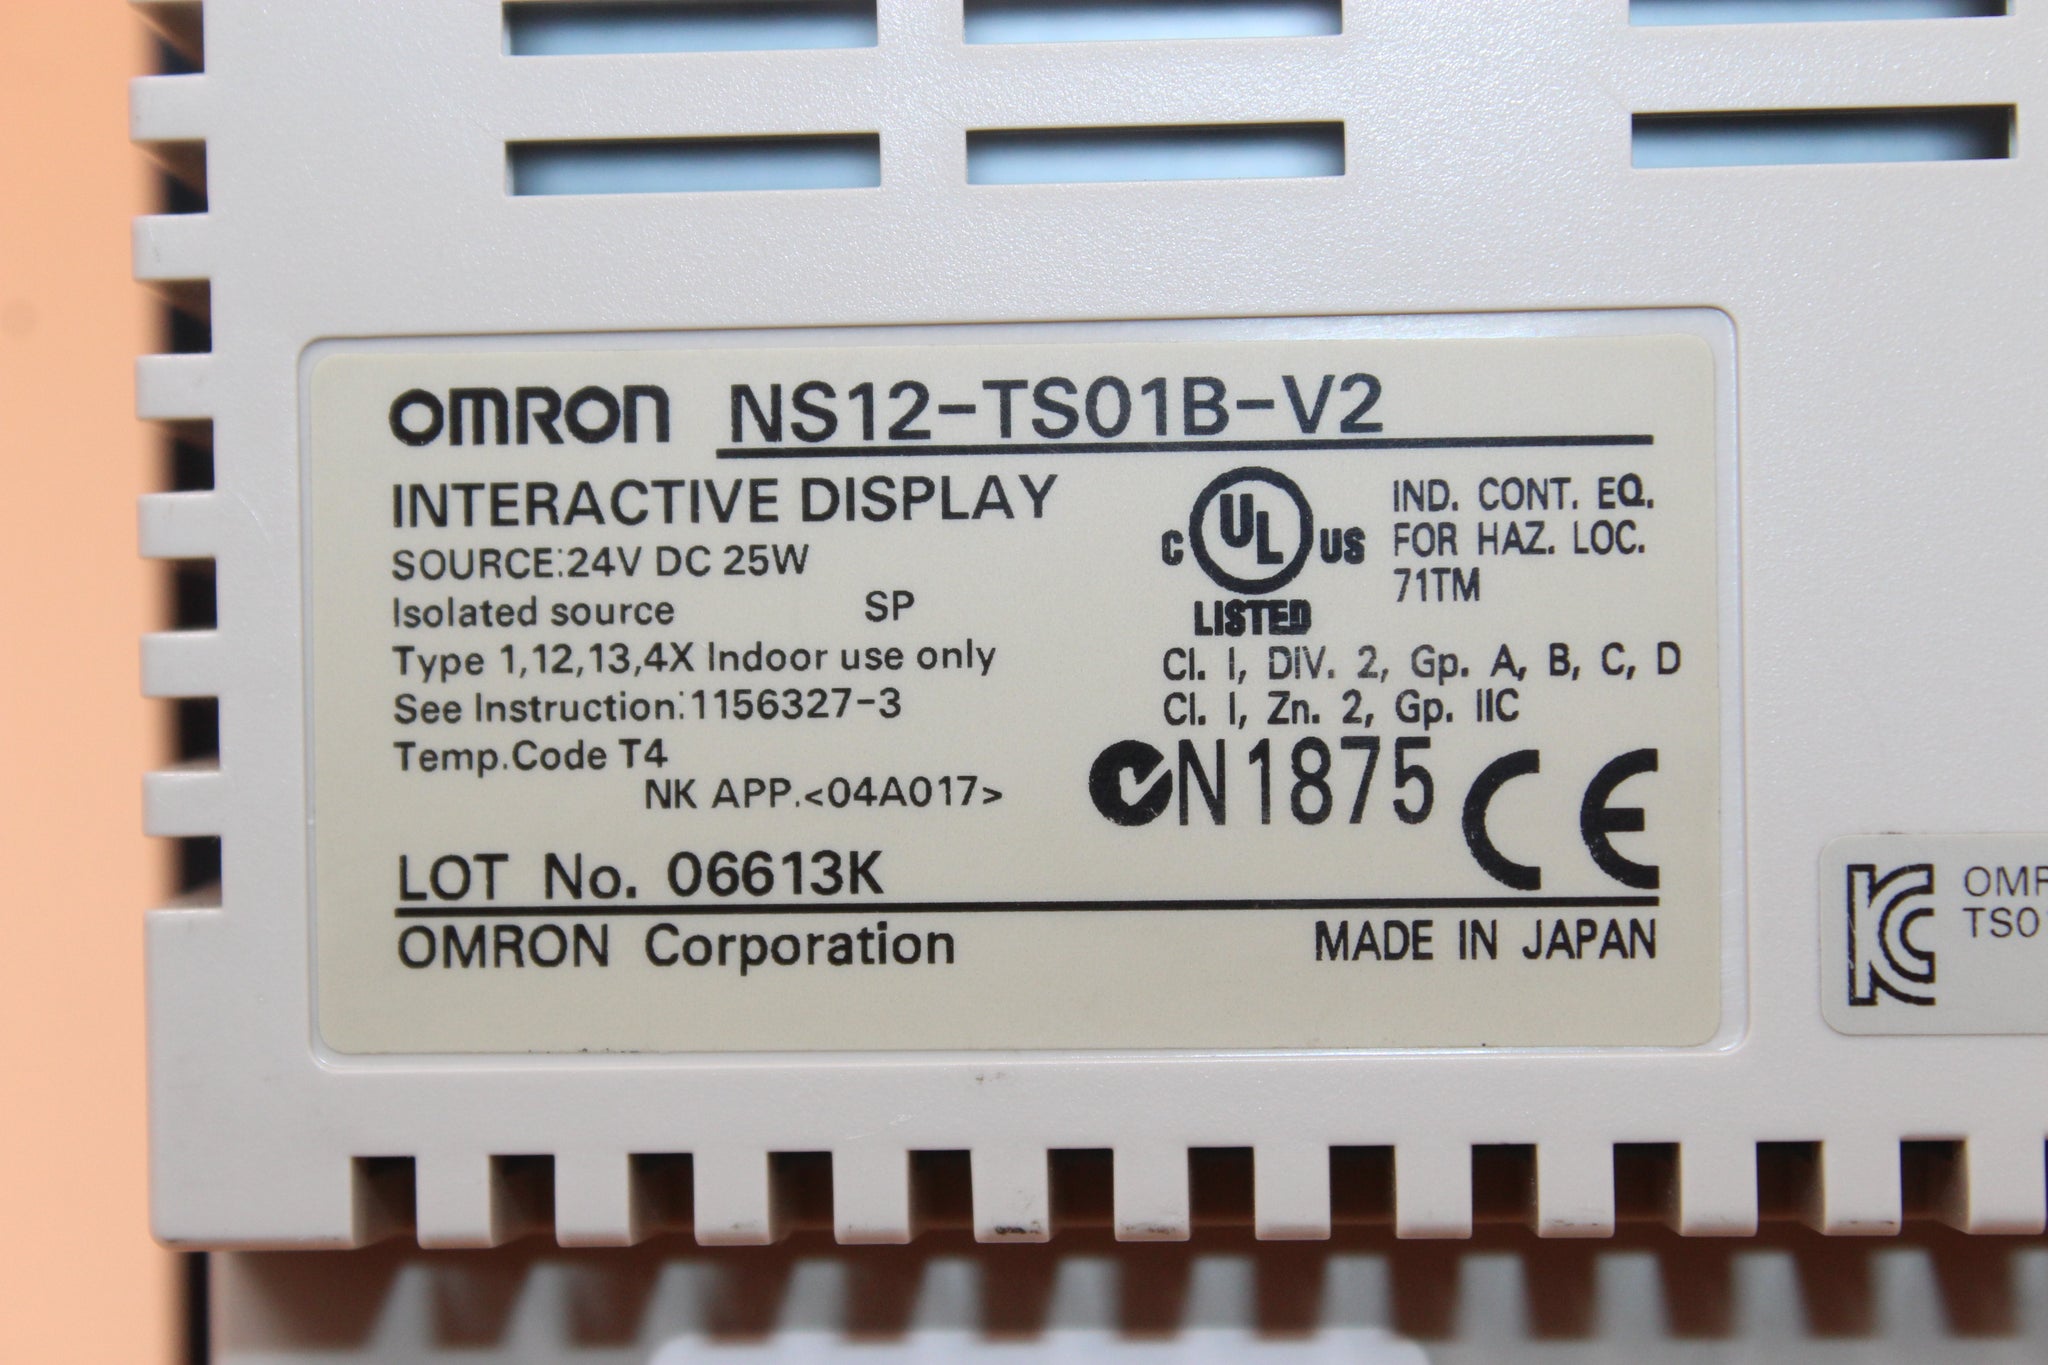 OMRON NS12-TS01B-V2
INTERACTIVE DISPLAY
SOURCE:24V DC 25W
Isolated source SP
Type 1,12,13,4X Indoor use only
See Instruction:1156327-3
Temp.Code T4
NK APP.<04A017>
C UL US
LISTED
IND. CONT. EQ.
FOR HAZ. LOC.
71TM
Cl. I, DIV. 2, Gp. A, B, C, D
Cl. I, Zn. 2, Gp. IIC
N1875 CE
LOT No. 06613K
OMRON Corporation MADE IN JAPAN
KC